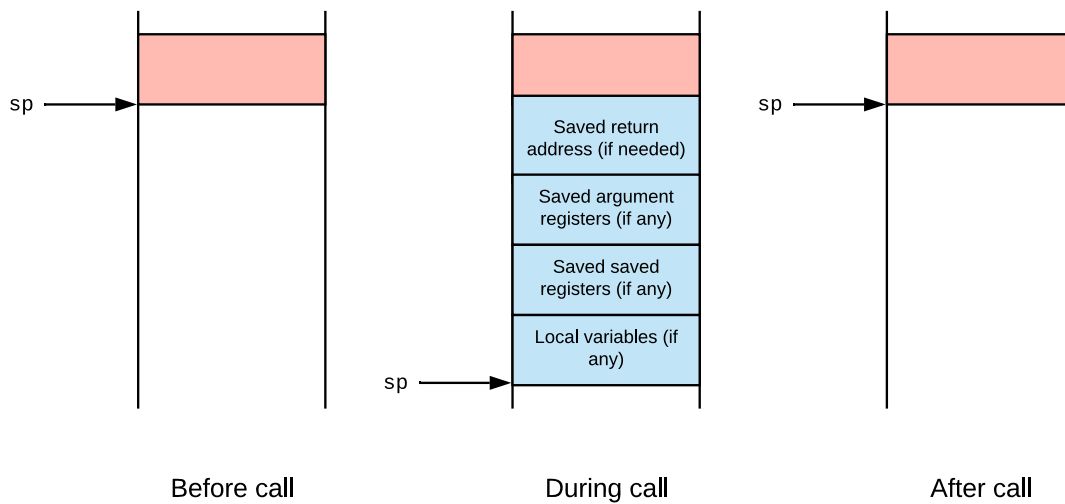 sp
Saved return
address (if needed)
Saved argument
registers (if any)
Saved saved
registers (if any)
Local variables (if
any)
sp
sp
Before call
During call
After call